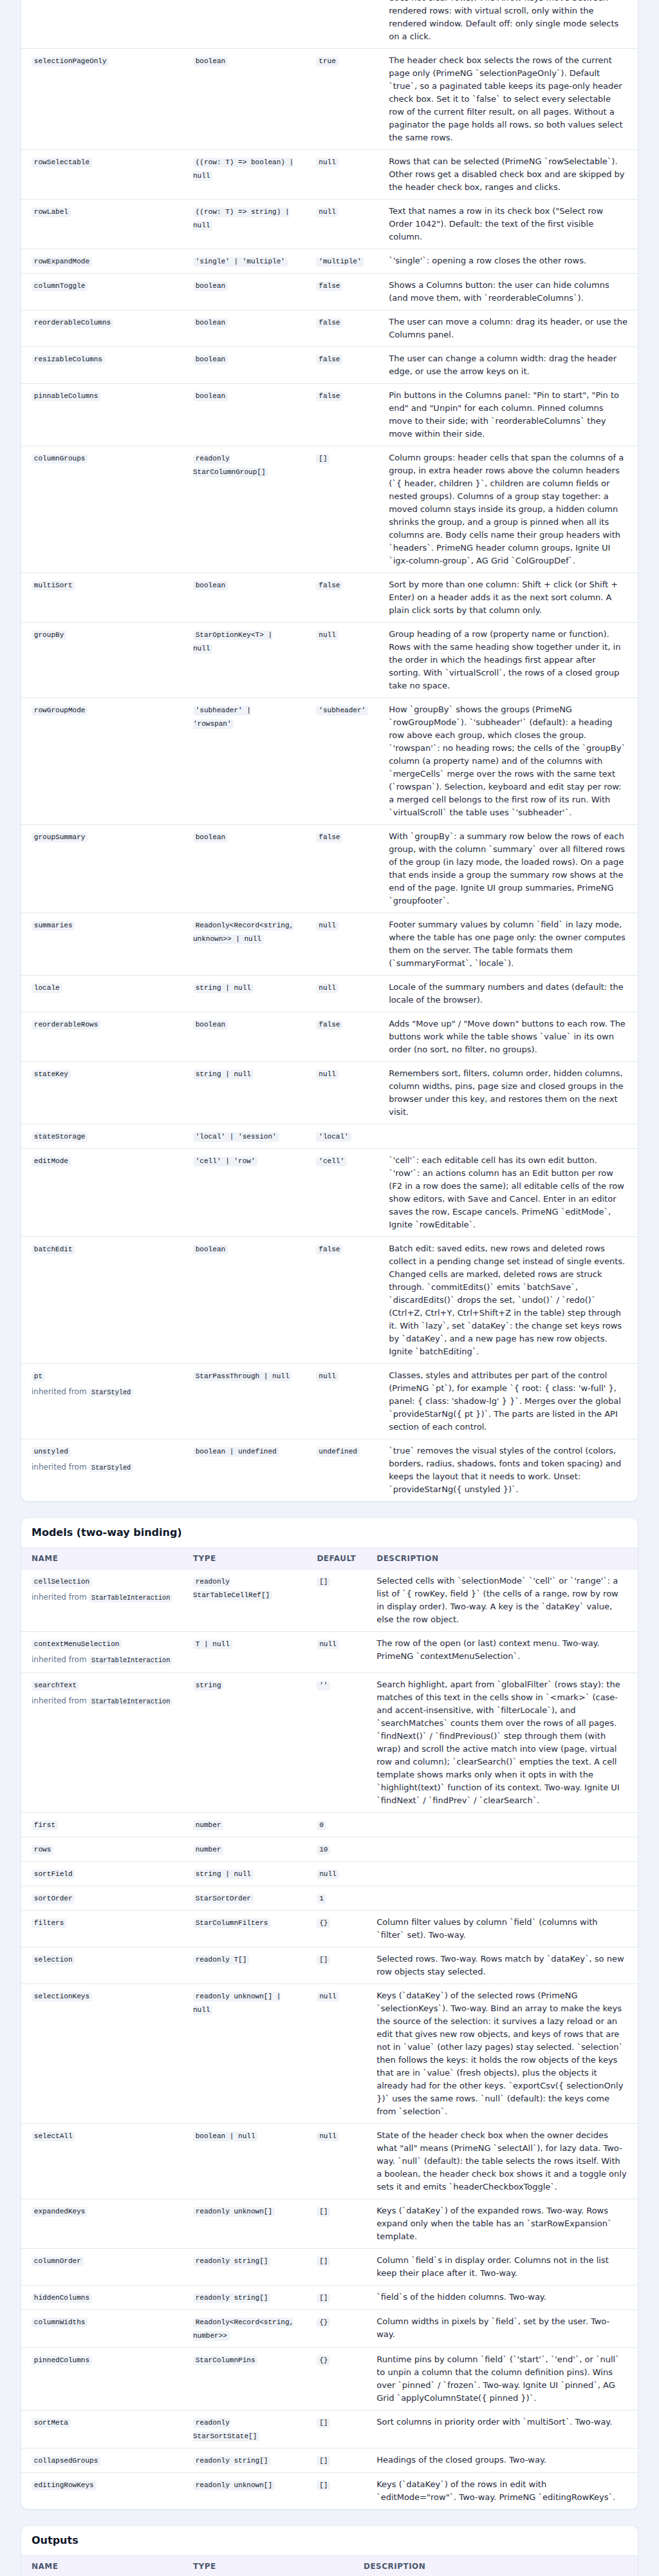 does not clear rows. The Arrow keys move between
rendered rows: with virtual scroll, only within the
rendered window. Default off: only single mode selects
on a click.
selectionPageOnly boolean true The header check box selects the rows of the current
page only (PrimeNG `selectionPageOnly`). Default
`true`, so a paginated table keeps its page-only header
check box. Set it to `false` to select every selectable
row of the current filter result, on all pages. Without a
paginator the page holds all rows, so both values select
the same rows.
rowSelectable ((row: T) => boolean) | null Rows that can be selected (PrimeNG `rowSelectable`).
null Other rows get a disabled check box and are skipped by
the header check box, ranges and clicks.
rowLabel ((row: T) => string) | null Text that names a row in its check box ("Select row
null Order 1042"). Default: the text of the first visible
column.
rowExpandMode 'single' | 'multiple' 'multiple' `'single'`: opening a row closes the other rows.
columnToggle boolean false Shows a Columns button: the user can hide columns
(and move them, with `reorderableColumns`).
reorderableColumns boolean false The user can move a column: drag its header, or use the
Columns panel.
resizableColumns boolean false The user can change a column width: drag the header
edge, or use the arrow keys on it.
pinnableColumns boolean false Pin buttons in the Columns panel: "Pin to start", "Pin to
end" and "Unpin" for each column. Pinned columns
move to their side; with `reorderableColumns` they
move within their side.
columnGroups readonly [] Column groups: header cells that span the columns of a
StarColumnGroup[] group, in extra header rows above the column headers
(`{ header, children }`, children are column fields or
nested groups). Columns of a group stay together: a
moved column stays inside its group, a hidden column
shrinks the group, and a group is pinned when all its
columns are. Body cells name their group headers with
`headers`. PrimeNG header column groups, Ignite UI
`igx-column-group`, AG Grid `ColGroupDef`.
multiSort boolean false Sort by more than one column: Shift + click (or Shift +
Enter) on a header adds it as the next sort column. A
plain click sorts by that column only.
groupBy StarOptionKey<T> | null Group heading of a row (property name or function).
null Rows with the same heading show together under it, in
the order in which the headings first appear after
sorting. With `virtualScroll`, the rows of a closed group
take no space.
rowGroupMode 'subheader' | 'subheader' How `groupBy` shows the groups (PrimeNG
'rowspan' `rowGroupMode`). `'subheader'` (default): a heading
row above each group, which closes the group.
`'rowspan'`: no heading rows; the cells of the `groupBy`
column (a property name) and of the columns with
`mergeCells` merge over the rows with the same text
(`rowspan`). Selection, keyboard and edit stay per row:
a merged cell belongs to the first row of its run. With
`virtualScroll` the table uses `'subheader'`.
groupSummary boolean false With `groupBy`: a summary row below the rows of each
group, with the column `summary` over all filtered rows
of the group (in lazy mode, the loaded rows). On a page
that ends inside a group the summary row shows at the
end of the page. Ignite UI group summaries, PrimeNG
`groupfooter`.
summaries Readonly<Record<string, null Footer summary values by column `field` in lazy mode,
unknown>> | null where the table has one page only: the owner computes
them on the server. The table formats them
(`summaryFormat`, `locale`).
locale string | null null Locale of the summary numbers and dates (default: the
locale of the browser).
reorderableRows boolean false Adds "Move up" / "Move down" buttons to each row. The
buttons work while the table shows `value` in its own
order (no sort, no filter, no groups).
stateKey string | null null Remembers sort, filters, column order, hidden columns,
column widths, pins, page size and closed groups in the
browser under this key, and restores them on the next
visit.
stateStorage 'local' | 'session' 'local'
editMode 'cell' | 'row' 'cell' `'cell'`: each editable cell has its own edit button.
`'row'`: an actions column has an Edit button per row
(F2 in a row does the same); all editable cells of the row
show editors, with Save and Cancel. Enter in an editor
saves the row, Escape cancels. PrimeNG `editMode`,
Ignite `rowEditable`.
batchEdit boolean false Batch edit: saved edits, new rows and deleted rows
collect in a pending change set instead of single events.
Changed cells are marked, deleted rows are struck
through. `commitEdits()` emits `batchSave`,
`discardEdits()` drops the set, `undo()` / `redo()`
(Ctrl+Z, Ctrl+Y, Ctrl+Shift+Z in the table) step through
it. With `lazy`, set `dataKey`: the change set keys rows
by `dataKey`, and a new page has new row objects.
Ignite `batchEditing`.
pt StarPassThrough | null null Classes, styles and attributes per part of the control
inherited from StarStyled (PrimeNG `pt`), for example `{ root: { class: 'w-full' },
panel: { class: 'shadow-lg' } }`. Merges over the global
`provideStarNg({ pt })`. The parts are listed in the API
section of each control.
unstyled boolean | undefined undefined `true` removes the visual styles of the control (colors,
inherited from StarStyled borders, radius, shadows, fonts and token spacing) and
keeps the layout that it needs to work. Unset:
`provideStarNg({ unstyled })`.
Models (two-way binding)
NAME TYPE DEFAULT DESCRIPTION
cellSelection readonly [] Selected cells with `selectionMode` `'cell'` or `'range'`: a
inherited from StarTableInteraction StarTableCellRef[] list of `{ rowKey, field }` (the cells of a range, row by row
in display order). Two-way. A key is the `dataKey` value,
else the row object.
contextMenuSelection T | null null The row of the open (or last) context menu. Two-way.
inherited from StarTableInteraction PrimeNG `contextMenuSelection`.
searchText string '' Search highlight, apart from `globalFilter` (rows stay): the
inherited from StarTableInteraction matches of this text in the cells show in `<mark>` (case-
and accent-insensitive, with `filterLocale`), and
`searchMatches` counts them over the rows of all pages.
`findNext()` / `findPrevious()` step through them (with
wrap) and scroll the active match into view (page, virtual
row and column); `clearSearch()` empties the text. A cell
template shows marks only when it opts in with the
`highlight(text)` function of its context. Two-way. Ignite UI
`findNext` / `findPrev` / `clearSearch`.
first number 0
rows number 10
sortField string | null null
sortOrder StarSortOrder 1
filters StarColumnFilters {} Column filter values by column `field` (columns with
`filter` set). Two-way.
selection readonly T[] [] Selected rows. Two-way. Rows match by `dataKey`, so new
row objects stay selected.
selectionKeys readonly unknown[] | null Keys (`dataKey`) of the selected rows (PrimeNG
null `selectionKeys`). Two-way. Bind an array to make the keys
the source of the selection: it survives a lazy reload or an
edit that gives new row objects, and keys of rows that are
not in `value` (other lazy pages) stay selected. `selection`
then follows the keys: it holds the row objects of the keys
that are in `value` (fresh objects), plus the objects it
already had for the other keys. `exportCsv({ selectionOnly
})` uses the same rows. `null` (default): the keys come
from `selection`.
selectAll boolean | null null State of the header check box when the owner decides
what "all" means (PrimeNG `selectAll`), for lazy data. Two-
way. `null` (default): the table selects the rows itself. With
a boolean, the header check box shows it and a toggle only
sets it and emits `headerCheckboxToggle`.
expandedKeys readonly unknown[] [] Keys (`dataKey`) of the expanded rows. Two-way. Rows
expand only when the table has an `starRowExpansion`
template.
columnOrder readonly string[] [] Column `field`s in display order. Columns not in the list
keep their place after it. Two-way.
hiddenColumns readonly string[] [] `field`s of the hidden columns. Two-way.
columnWidths Readonly<Record<string, {} Column widths in pixels by `field`, set by the user. Two-
number>> way.
pinnedColumns StarColumnPins {} Runtime pins by column `field` (`'start'`, `'end'`, or `null`
to unpin a column that the column definition pins). Wins
over `pinned` / `frozen`. Two-way. Ignite UI `pinned`, AG
Grid `applyColumnState({ pinned })`.
sortMeta readonly [] Sort columns in priority order with `multiSort`. Two-way.
StarSortState[]
collapsedGroups readonly string[] [] Headings of the closed groups. Two-way.
editingRowKeys readonly unknown[] [] Keys (`dataKey`) of the rows in edit with
`editMode="row"`. Two-way. PrimeNG `editingRowKeys`.
Outputs
NAME TYPE DESCRIPTION